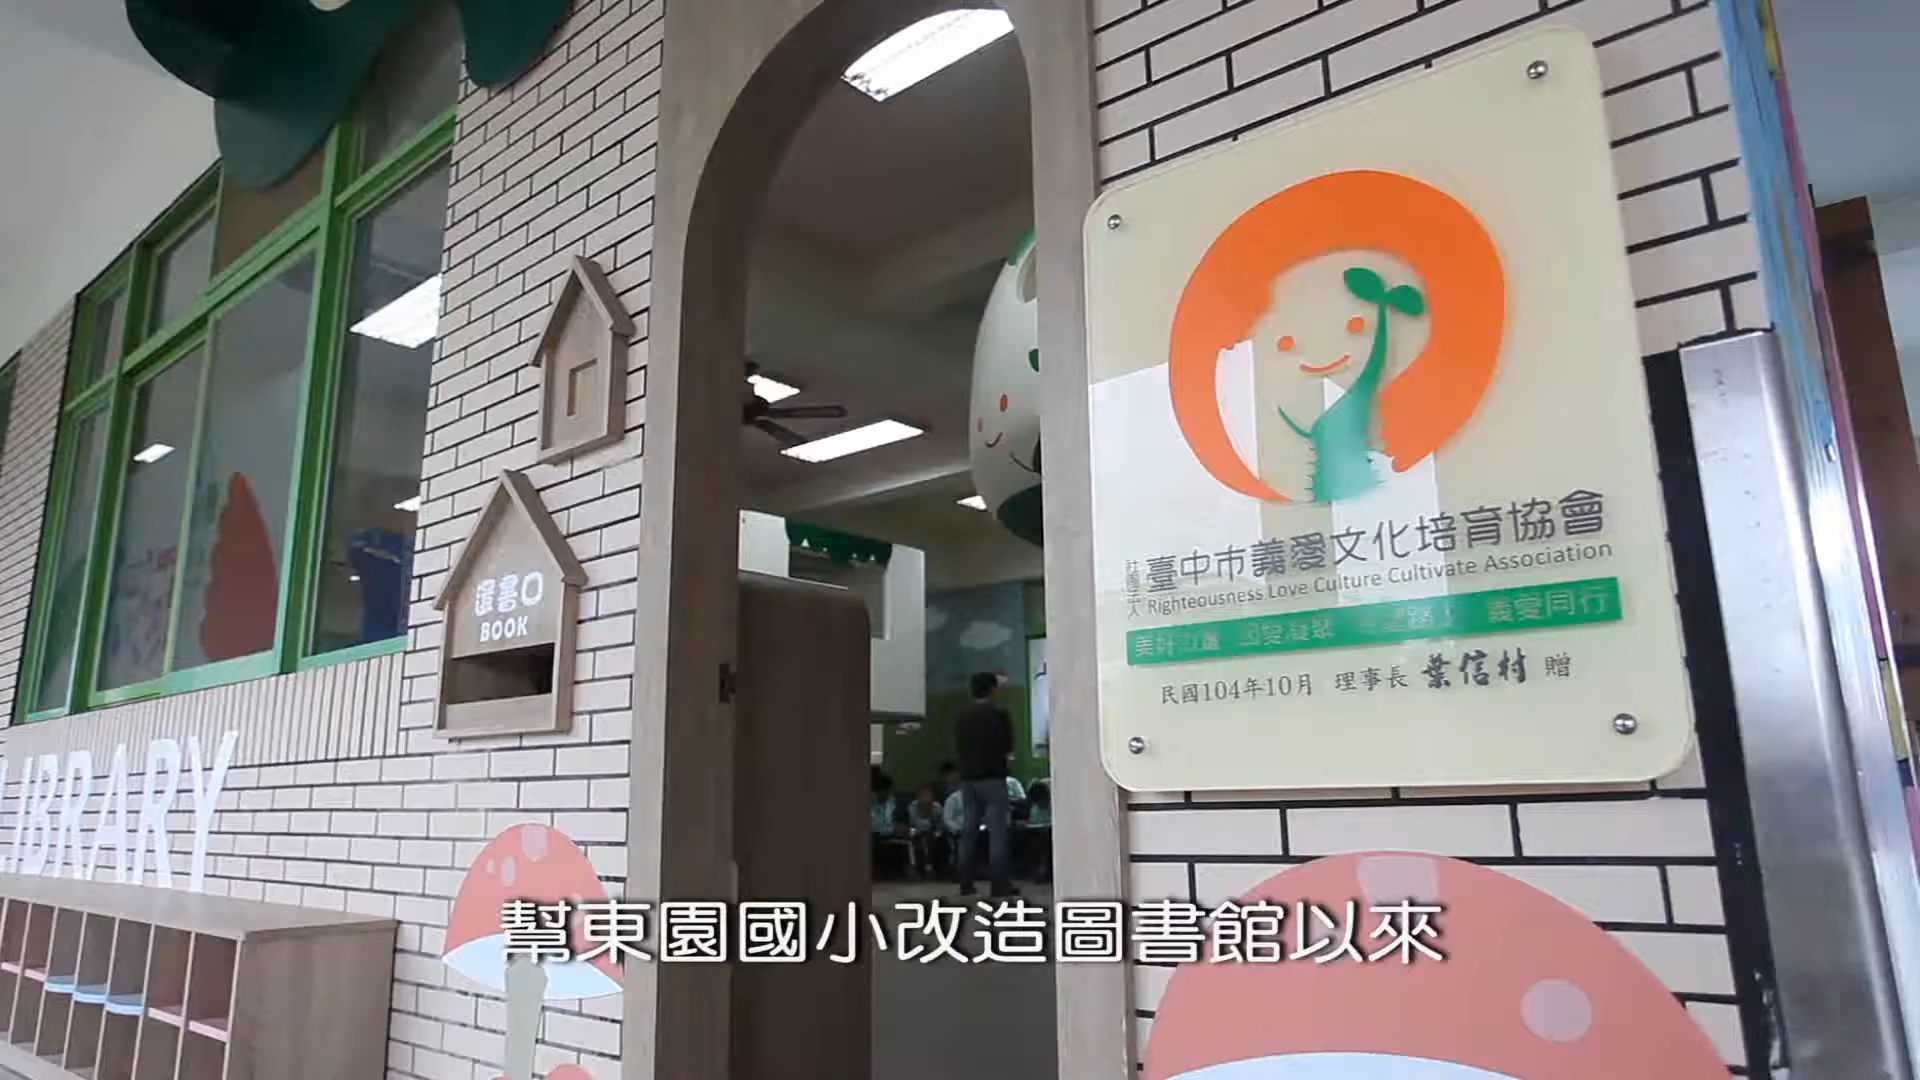 還書口
BOOK
LIBRARY
社團法人
臺中市義愛文化培育協會
Righteousness Love Culture Cultivate Association
義愛同行
民國104年10月 理事長 葉信村 贈
幫東園國小改造圖書館以來